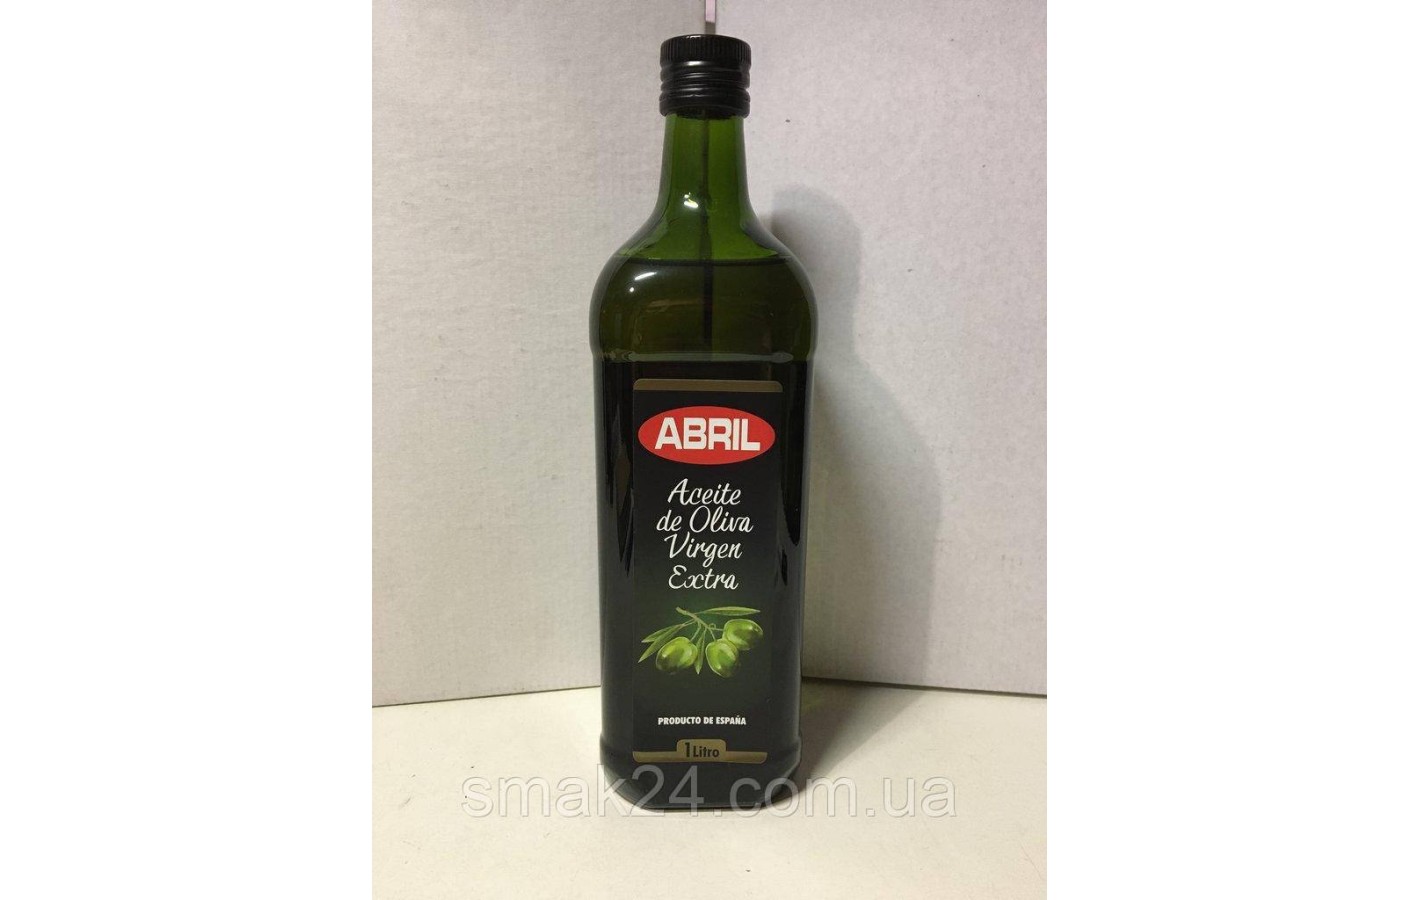 ABRIL
Aceite
de Oliva
Virgen
Extra
PRODUCTO DE ESPAÑA
1 Litro
smak24.com.ua